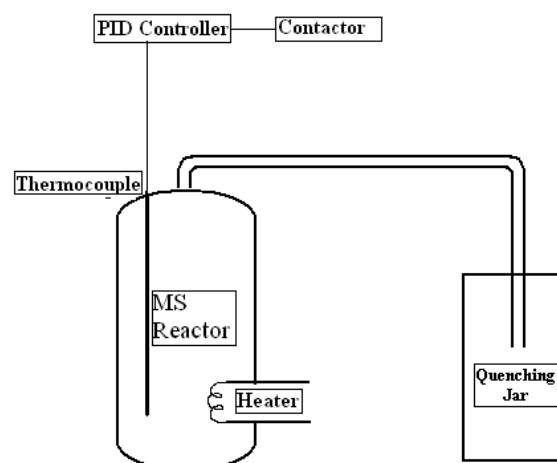 PID Controller
Contactor
Thermocouple
MS
Reactor
Heater
Quenching
Jar